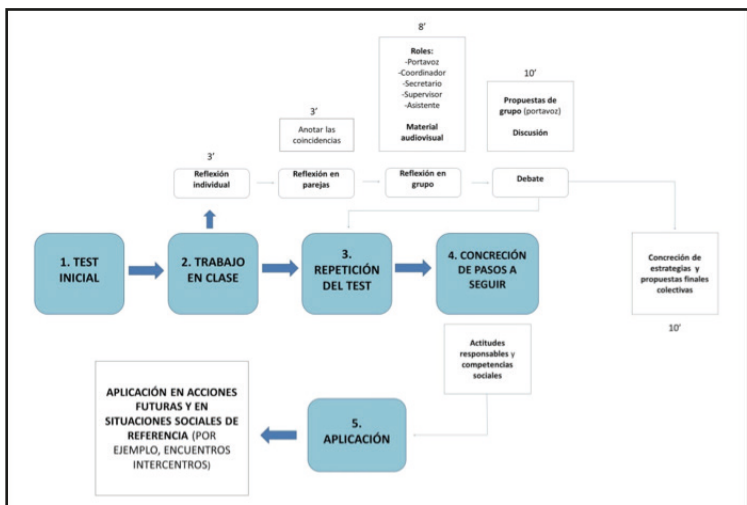 8’
Roles:
-Portavoz
-Coordinador
-Secretario
-Supervisor
-Asistente
Material
audiovisual
10’
Propuestas de
grupo (portavoz)
Discusión
3’
Anotar las
coincidencias
3’
Reflexión
individual
Reflexión en
parejas
Reflexión en
grupo
Debate
1. TEST
INICIAL
2. TRABAJO
EN CLASE
3.
REPETICIÓN
DEL TEST
4. CONCRECIÓN
DE PASOS A
SEGUIR
Concreción de
estrategias y
propuestas finales
colectivas
10’
Actitudes
responsables y
competencias
sociales
APLICACIÓN EN ACCIONES
FUTURAS Y EN
SITUACIONES SOCIALES DE
REFERENCIA (POR
EJEMPLO, ENCUENTROS
INTERCENTROS)
5.
APLICACIÓN